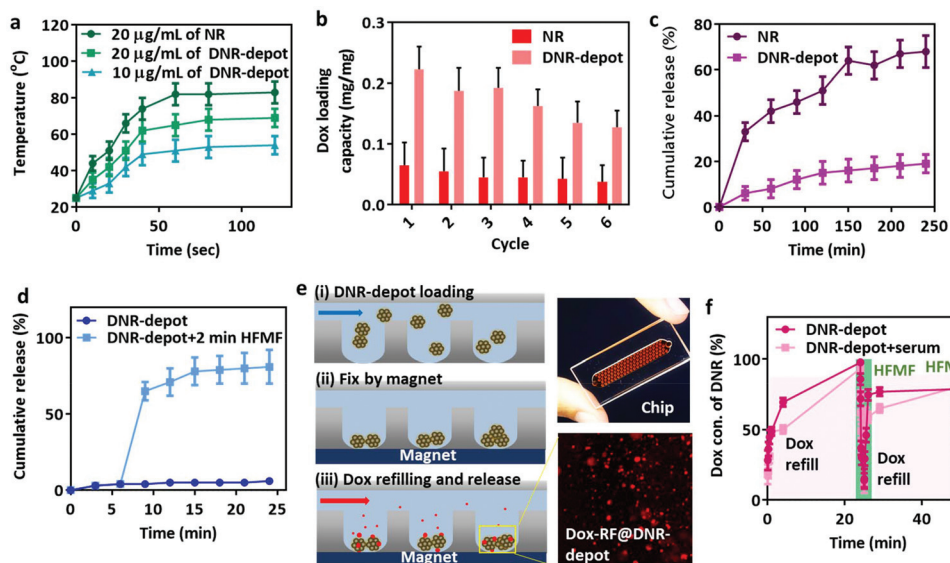 a
120
100
80
60
40
20
Temperature (°C)
20 µg/mL of NR
20 µg/mL of DNR-depot
10 µg/mL of DNR-depot
0
50
100
Time (sec)
b
0.3
0.2
0.1
0.0
Dox loading
capacity (mg/mg)
NR
DNR-depot
1
2
3
4
5
6
Cycle
c
100
80
60
40
20
0
Cumulative release (%)
NR
DNR-depot
0
50
100
150
200
250
Time (min)
d
100
50
0
Cumulative release (%)
DNR-depot
DNR-depot+2 min HFMF
0
5
10
15
20
25
Time (min)
e
(i) DNR-depot loading
(ii) Fix by magnet
Magnet
(iii) Dox refilling and release
Magnet
Chip
Dox-RF@DNR-
depot
f
100
50
0
Dox con. of DNR (%)
DNR-depot
DNR-depot+serum
HFMF
HFM
Dox
refill
Dox
refill
0
20
40
Time (min)